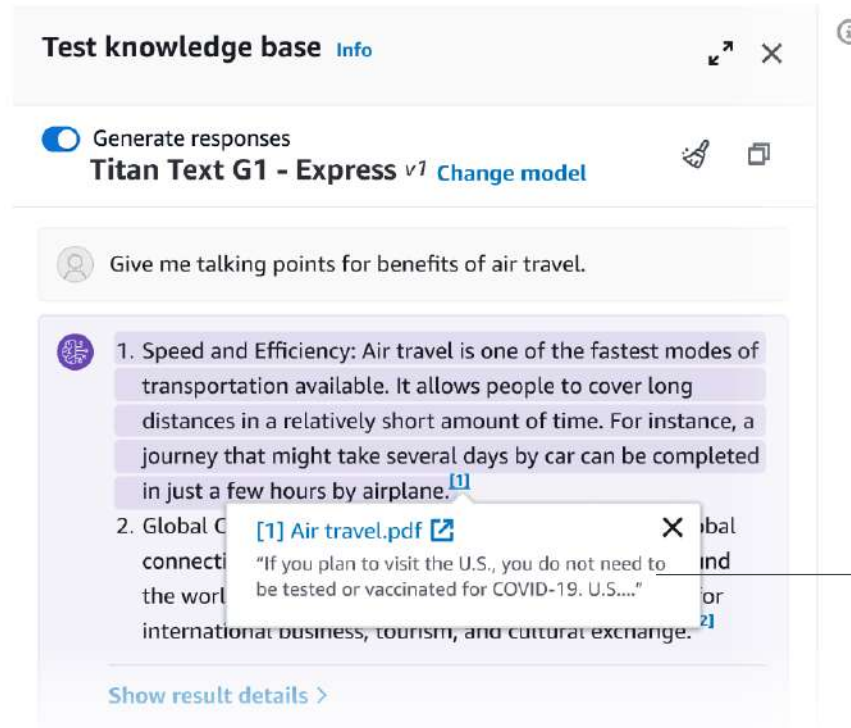 Test knowledge base Info
Generate responses
Titan Text G1 - Express v1 Change model
Give me talking points for benefits of air travel.
1. Speed and Efficiency: Air travel is one of the fastest modes of
transportation available. It allows people to cover long
distances in a relatively short amount of time. For instance, a
journey that might take several days by car can be completed
in just a few hours by airplane.[1]
2. Global
[1] Air travel.pdf
“If you plan to visit the U.S., you do not need to
be tested or vaccinated for COVID-19. U.S....”
the
for
international business, tourism, and cultural exchange.
Show result details >